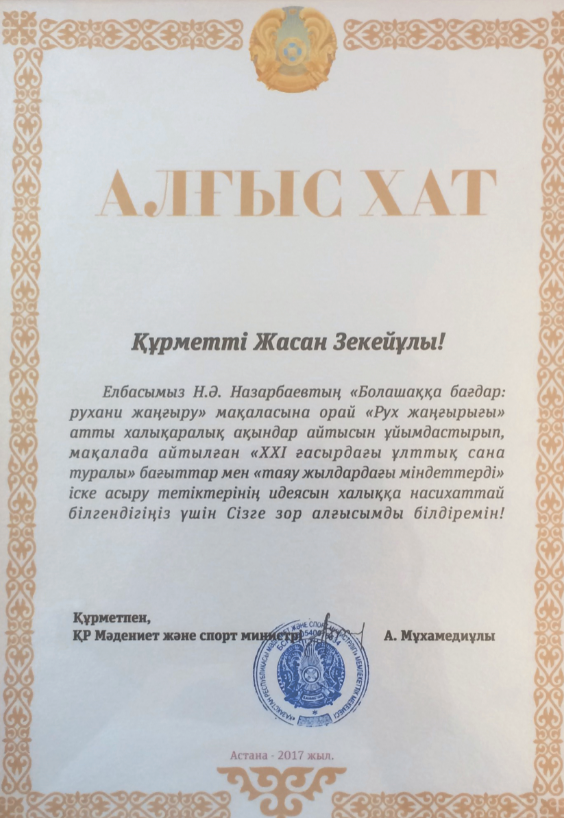 АЛҒЫС ХАТ
Құрметті Жасан Зекейұлы!
Елбасымыз Н.Ә. Назарбаевтың «Болашаққа бағдар:
рухани жаңғыру» мақаласына орай «Рух жаңғырығы»
атты халықаралық ақындар айтысын ұйымдастырып,
мақалада айтылған «XXI ғасырдағы ұлттық сана
туралы» бағыттар мен «таяу жылдардағы міндеттерді»
іске асыру тетіктерінің идеясын халыққа насихаттай
білгендігіңіз үшін Сізге зор алғысымды білдіремін!
Құрметпен,
ҚР Мәдениет және спорт министрі А. Мұхамедиұлы
Астана - 2017 жыл.